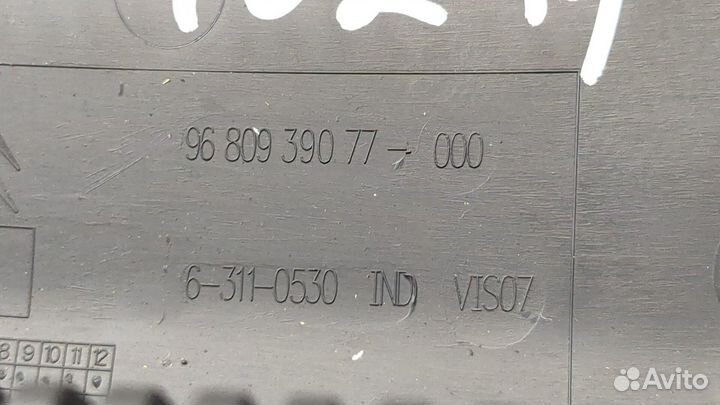 96 809 390 77 - 000
6-311-0530 IND VIS07
8 9 10 11 12
Avito